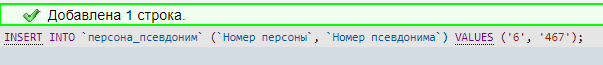 Добавлена 1 строка.
INSERT INTO `персона_псевдоним` (`Номер персоны`, `Номер псевдонима`) VALUES ('6', '467');